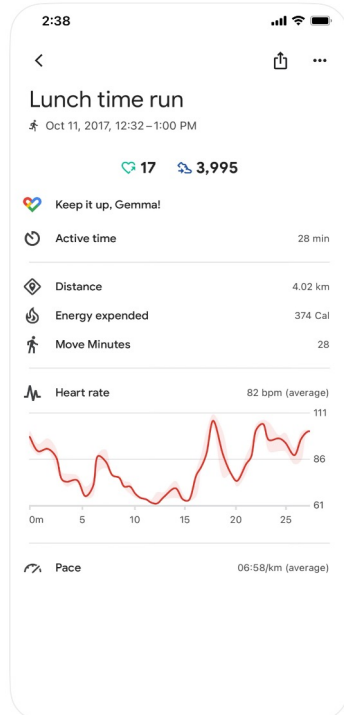 2:38
Lunch time run
Oct 11, 2017, 12:32 – 1:00 PM
17 3,995
Keep it up, Gemma!
Active time 28 min
Distance 4.02 km
Energy expended 374 Cal
Move Minutes 28
Heart rate 82 bpm (average)
111
86
61
0m 5 10 15 20 25
Pace 06:58/km (average)